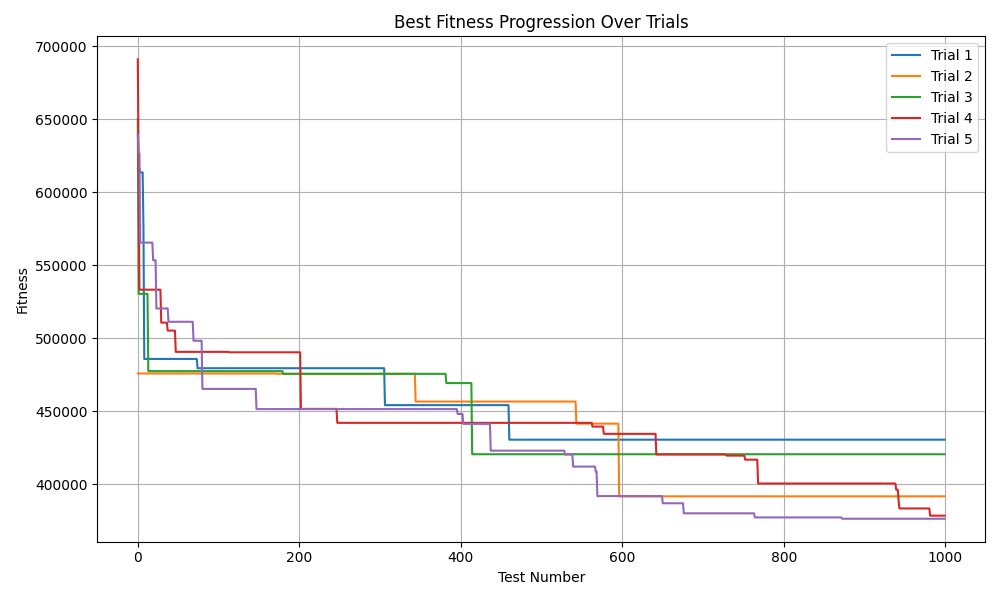 Best Fitness Progression Over Trials
700000
650000
600000
550000
500000
450000
400000
Fitness
0
200
400
600
800
1000
Test Number
Trial 1
Trial 2
Trial 3
Trial 4
Trial 5